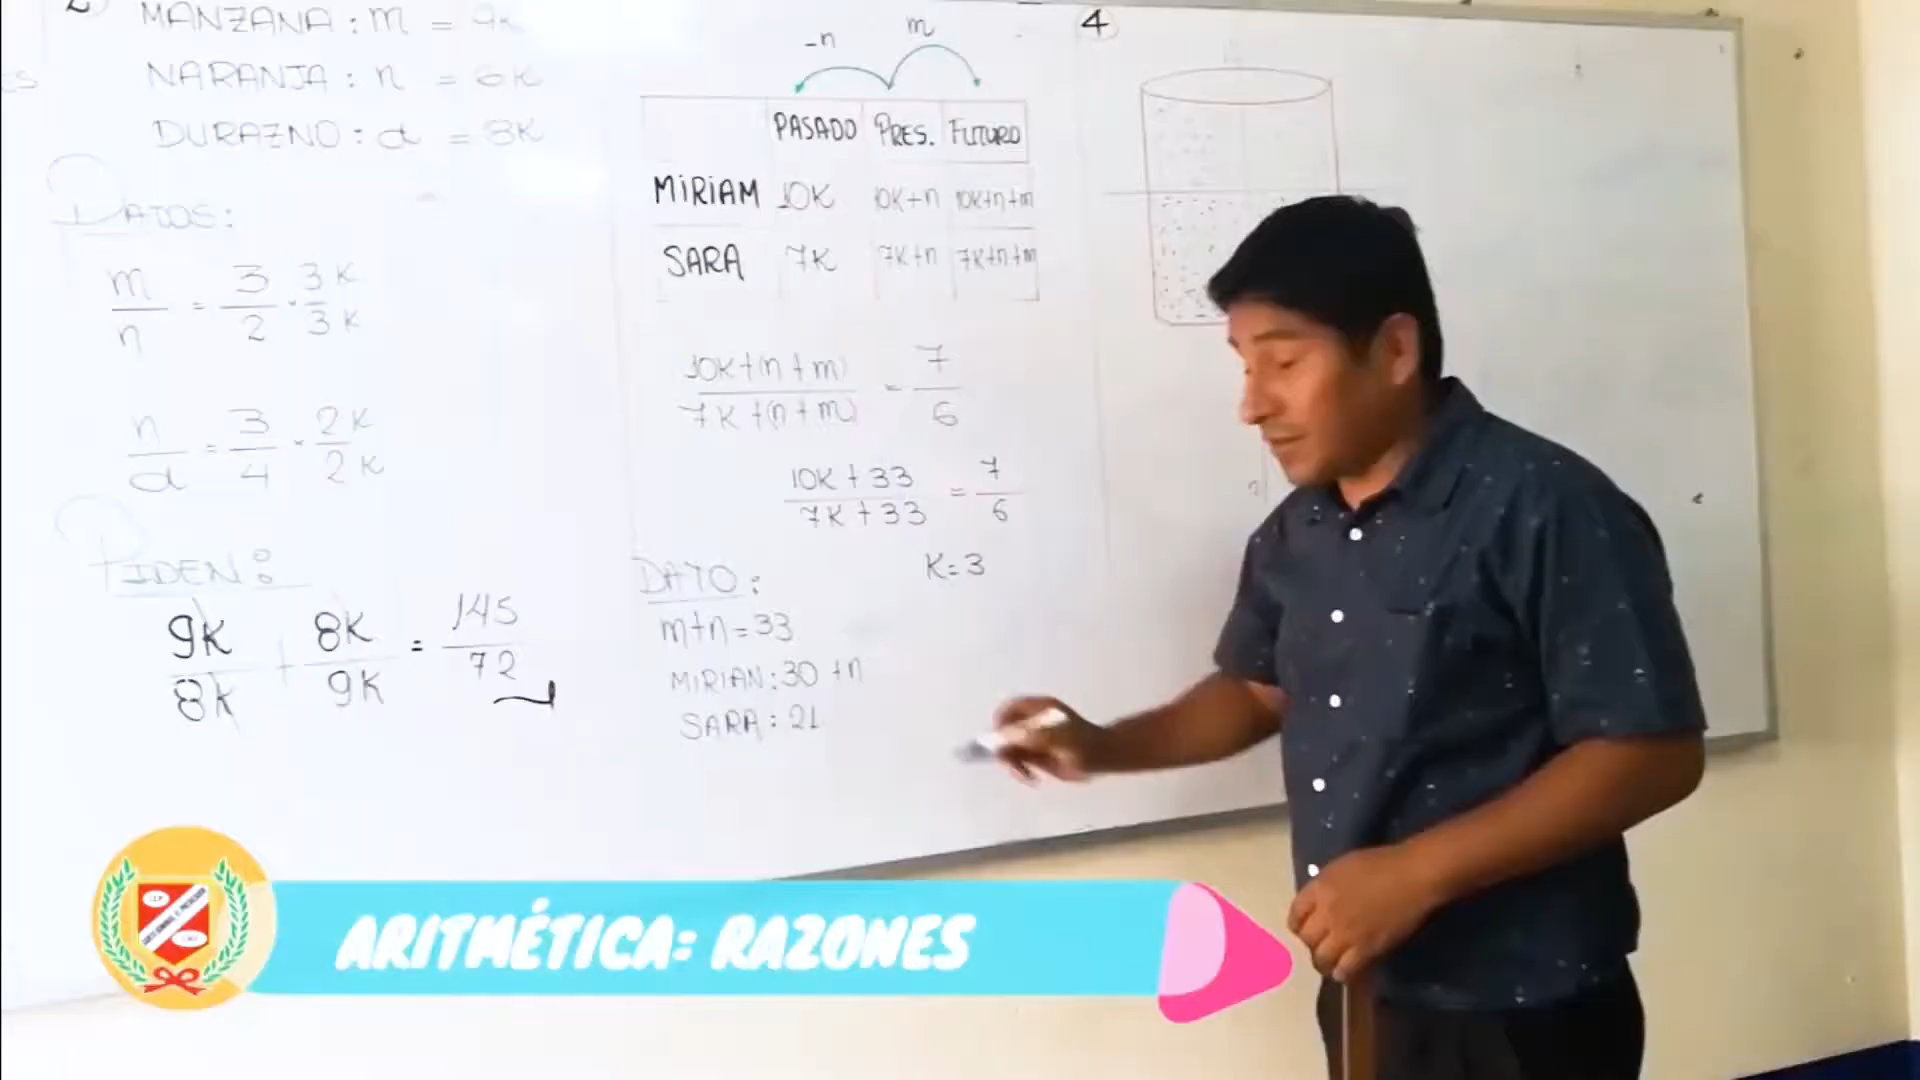 2
MANZANA : m = 9K
NARANJA : n = 6K
DURAZNO : d = 8K
DATOS:
m/n = 3/2 · 3K/3K
n/d = 3/4 × 2K/2K
PIDEN:
9K/8K + 8K/9K = 145/72
-n m
PASADO PRES. FUTURO
MIRIAM 10K 10K+n 10K+n+m
SARA 7K 7K+n 7K+n+m
10K+(n+m)/7K+(n+m) = 7/6
10K+33/7K+33 = 7/6
K=3
DATO:
m+n=33
MIRIAN: 30 +n
SARA: 21
4
ARITMÉTICA: RAZONES